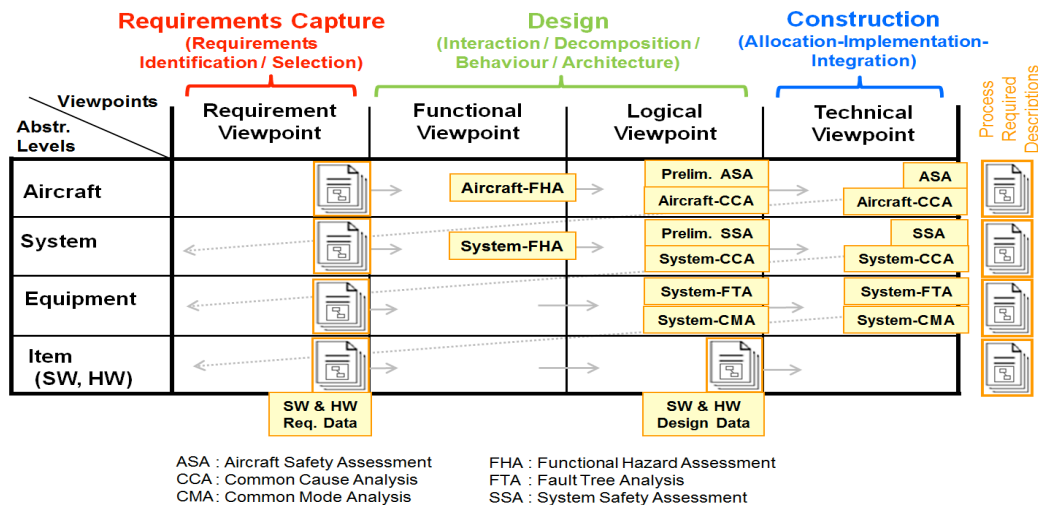 Requirements Capture
(Requirements
Identification / Selection)
Design
(Interaction / Decomposition /
Behaviour / Architecture)
Construction
(Allocation-Implementation-
Integration)
Viewpoints
Abstr.
Levels
Requirement
Viewpoint
Functional
Viewpoint
Logical
Viewpoint
Technical
Viewpoint
Process
Required
Descriptions
Aircraft
Aircraft-FHA
Prelim. ASA
Aircraft-CCA
ASA
Aircraft-CCA
System
System-FHA
Prelim. SSA
System-CCA
SSA
System-CCA
Equipment
System-FTA
System-CMA
System-FTA
System-CMA
Item
(SW, HW)
SW & HW
Req. Data
SW & HW
Design Data
ASA : Aircraft Safety Assessment
CCA : Common Cause Analysis
CMA : Common Mode Analysis
FHA : Functional Hazard Assessment
FTA : Fault Tree Analysis
SSA : System Safety Assessment